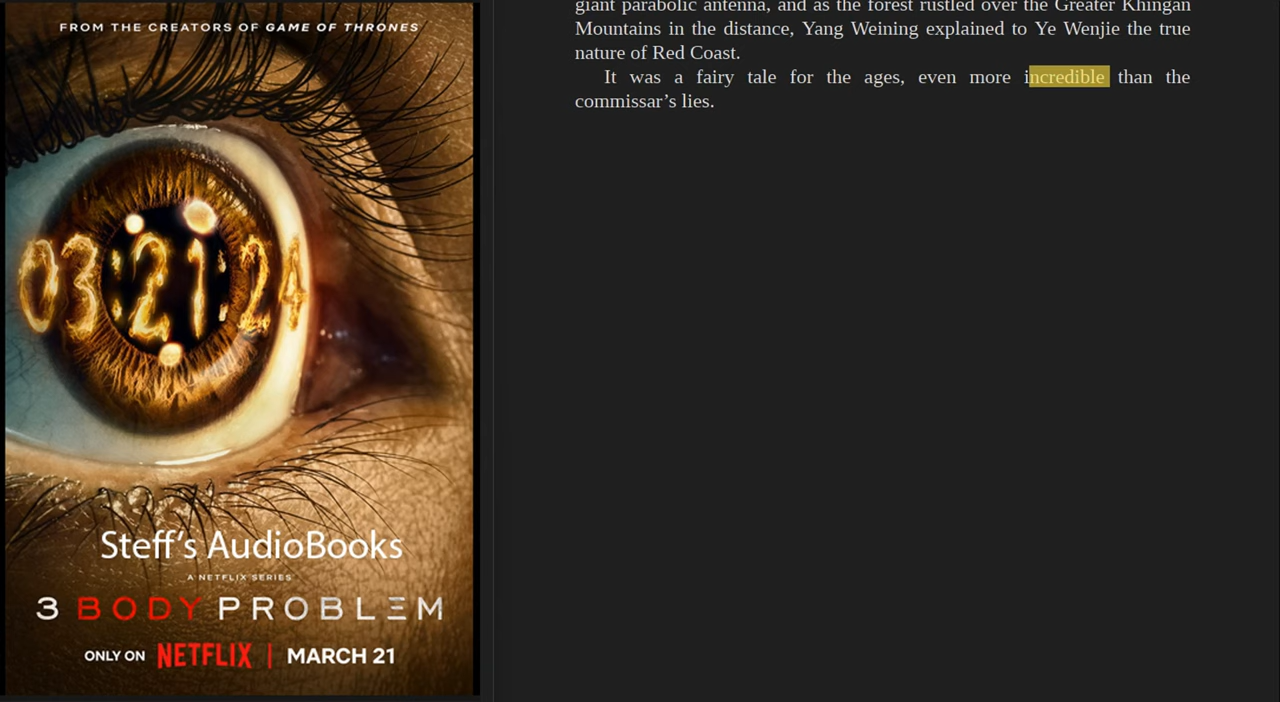 FROM THE CREATORS OF GAME OF THRONES
03:21:24
Steff's AudioBooks
A NETFLIX SERIES
3 BODY PROBLEM
ONLY ON NETFLIX | MARCH 21
giant parabolic antenna, and as the forest rustled over the Greater Khingan
Mountains in the distance, Yang Weining explained to Ye Wenjie the true
nature of Red Coast.
It was a fairy tale for the ages, even more incredible than the
commissar’s lies.